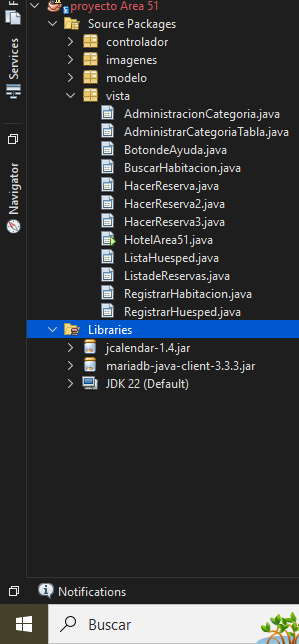 proyecto Area 51
Source Packages
controlador
imagenes
modelo
vista
AdministracionCategoria.java
AdministrarCategoriaTabla.java
BotondeAyuda.java
BuscarHabitacion.java
HacerReserva.java
HacerReserva2.java
HacerReserva3.java
HotelArea51.java
ListaHuesped.java
ListadeReservas.java
RegistrarHabitacion.java
RegistrarHuesped.java
Libraries
jcalendar-1.4.jar
mariadb-java-client-3.3.3.jar
JDK 22 (Default)
Services
Navigator
Notifications
Buscar